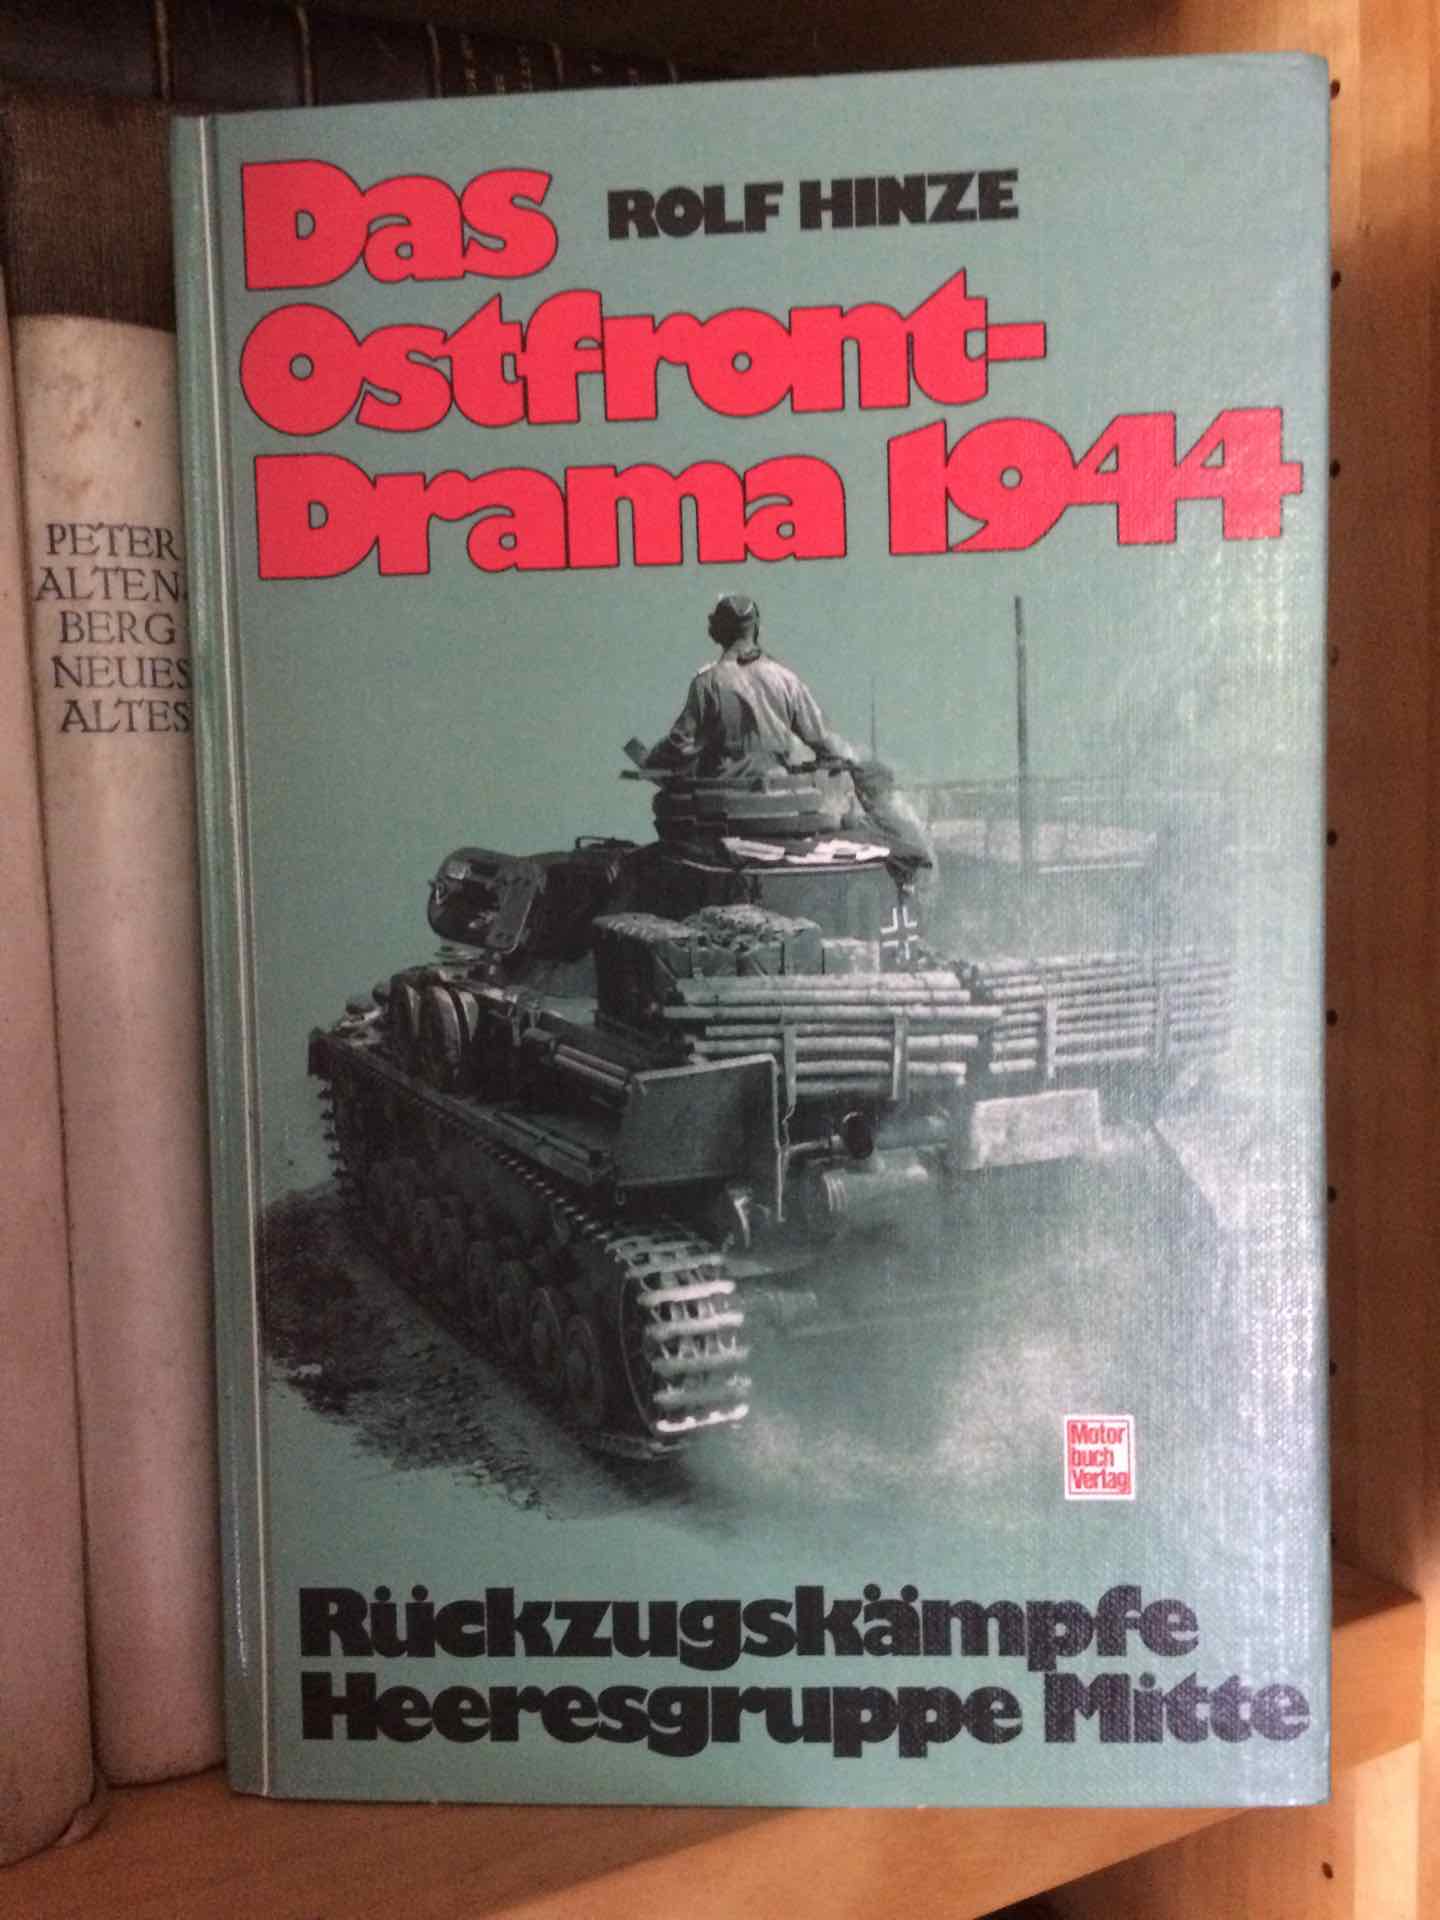 Das
ROLF HINZE
Ostfront-
Drama 1944
Motor
buch
Verlag
Rückzugskämpfe
Heeresgruppe Mitte
PETER
ALTEN-
BERG
NEUES
ALTES